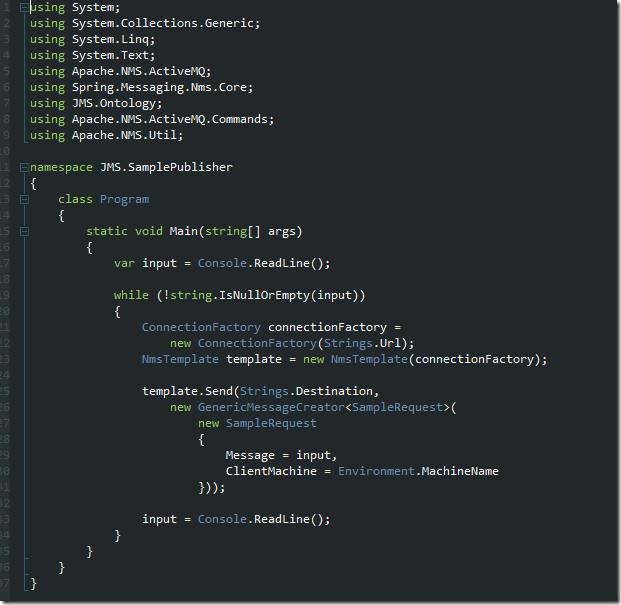 1 using System;
2 using System.Collections.Generic;
3 using System.Linq;
4 using System.Text;
5 using Apache.NMS.ActiveMQ;
6 using Spring.Messaging.Nms.Core;
7 using JMS.Ontology;
8 using Apache.NMS.ActiveMQ.Commands;
9 using Apache.NMS.Util;
10
11 namespace JMS.SamplePublisher
12 {
13     class Program
14     {
15         static void Main(string[] args)
16         {
17             var input = Console.ReadLine();
18
19             while (!string.IsNullOrEmpty(input))
20             {
21                 ConnectionFactory connectionFactory =
22                     new ConnectionFactory(Strings.Url);
23                 NmsTemplate template = new NmsTemplate(connectionFactory);
24
25                 template.Send(Strings.Destination,
26                     new GenericMessageCreator<SampleRequest>(
27                         new SampleRequest
28                         {
29                             Message = input,
30                             ClientMachine = Environment.MachineName
31                         }));
32
33                 input = Console.ReadLine();
34             }
35         }
36     }
37 }